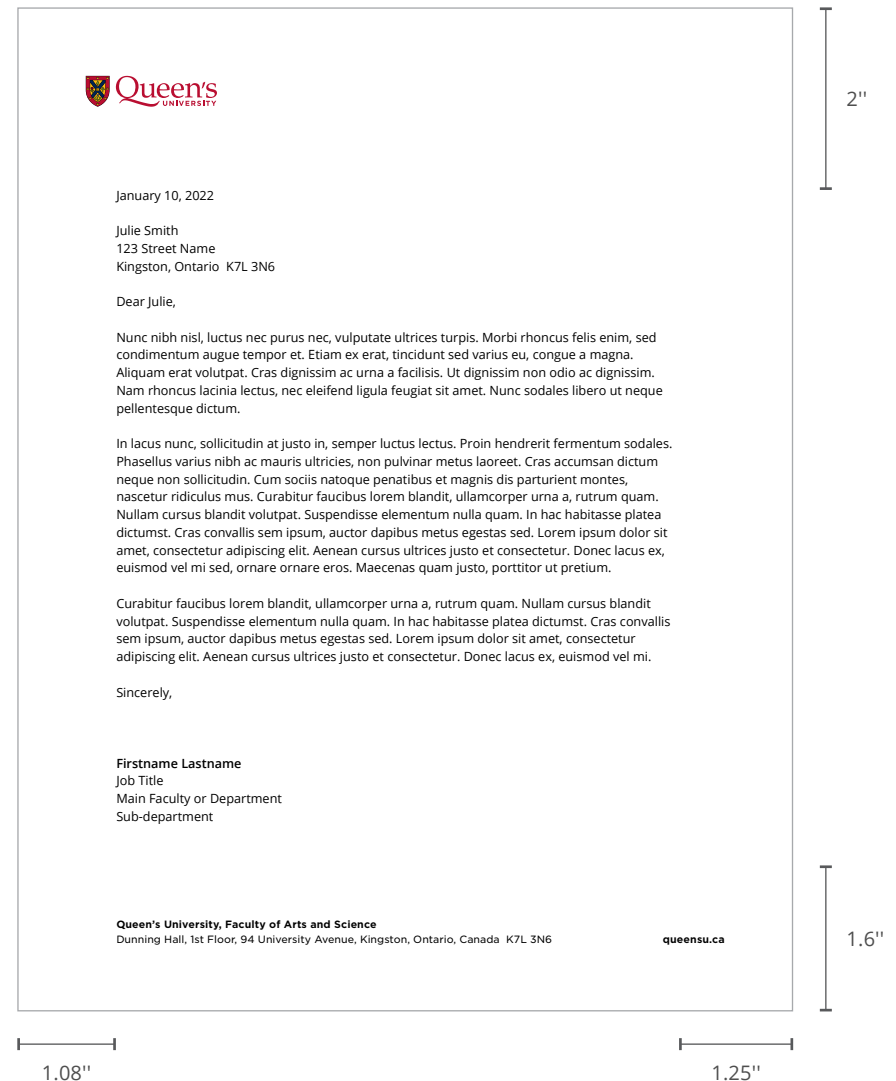 Queen's
UNIVERSITY
2"
January 10, 2022
Julie Smith
123 Street Name
Kingston, Ontario  K7L 3N6
Dear Julie,
Nunc nibh nisl, luctus nec purus nec, vulputate ultrices turpis. Morbi rhoncus felis enim, sed
condimentum augue tempor et. Etiam ex erat, tincidunt sed varius eu, congue a magna.
Aliquam erat volutpat. Cras dignissim ac urna a facilisis. Ut dignissim non odio ac dignissim.
Nam rhoncus lacinia lectus, nec eleifend ligula feugiat sit amet. Nunc sodales libero ut neque
pellentesque dictum.
In lacus nunc, sollicitudin at justo in, semper luctus lectus. Proin hendrerit fermentum sodales.
Phasellus varius nibh ac mauris ultricies, non pulvinar metus laoreet. Cras accumsan dictum
neque non sollicitudin. Cum sociis natoque penatibus et magnis dis parturient montes,
nascetur ridiculus mus. Curabitur faucibus lorem blandit, ullamcorper urna a, rutrum quam.
Nullam cursus blandit volutpat. Suspendisse elementum nulla quam. In hac habitasse platea
dictumst. Cras convallis sem ipsum, auctor dapibus metus egestas sed. Lorem ipsum dolor sit
amet, consectetur adipiscing elit. Aenean cursus ultrices justo et consectetur. Donec lacus ex,
euismod vel mi sed, ornare ornare eros. Maecenas quam justo, porttitor ut pretium.
Curabitur faucibus lorem blandit, ullamcorper urna a, rutrum quam. Nullam cursus blandit
volutpat. Suspendisse elementum nulla quam. In hac habitasse platea dictumst. Cras convallis
sem ipsum, auctor dapibus metus egestas sed. Lorem ipsum dolor sit amet, consectetur
adipiscing elit. Aenean cursus ultrices justo et consectetur. Donec lacus ex, euismod vel mi.
Sincerely,
Firstname Lastname
Job Title
Main Faculty or Department
Sub-department
Queen's University, Faculty of Arts and Science
Dunning Hall, 1st Floor, 94 University Avenue, Kingston, Ontario, Canada  K7L 3N6 queensu.ca
1.6"
1.08" 1.25"